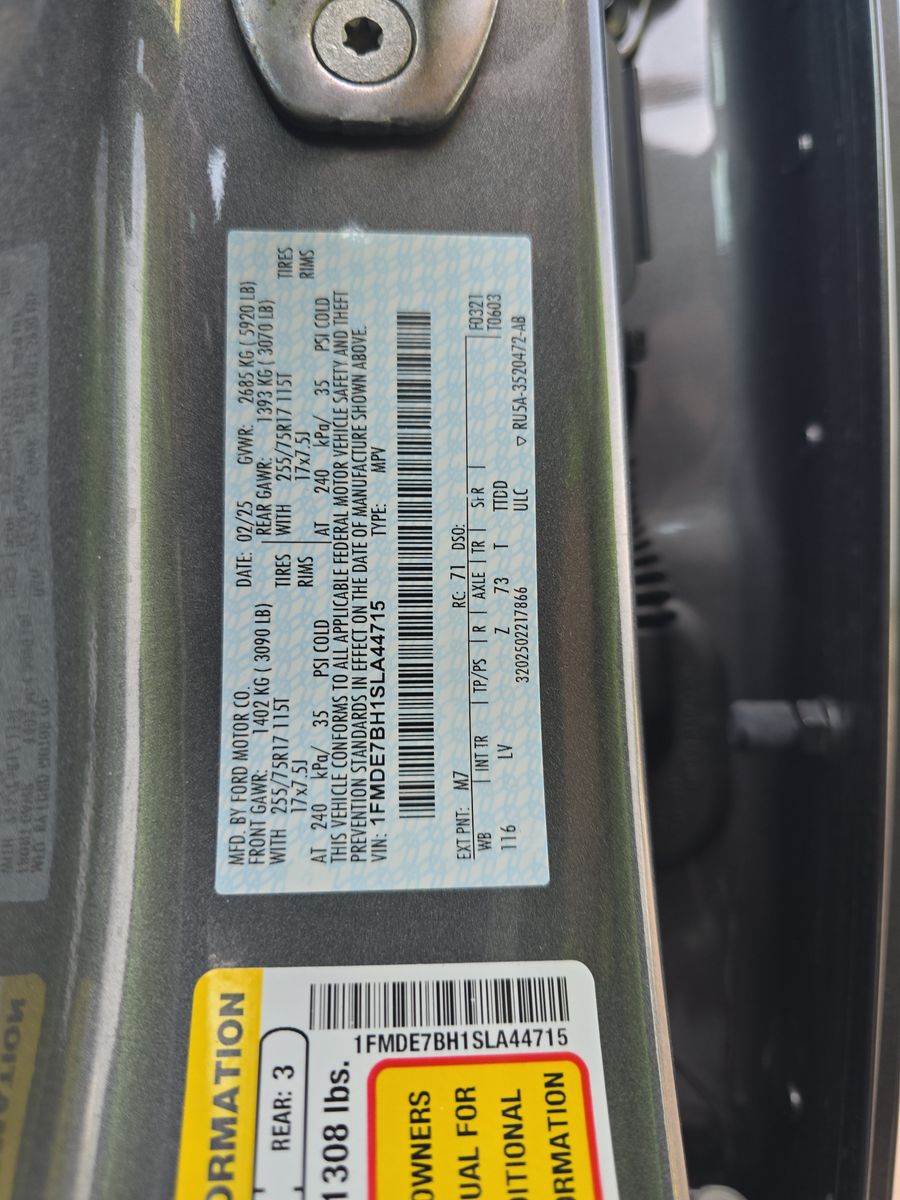 MFD. BY FORD MOTOR CO. DATE: 02/25 GVWR: 2685 KG ( 5920 LB)
FRONT GAWR: 1402 KG ( 3090 LB) REAR GAWR: 1393 KG ( 3070 LB)
WITH 255/75R17 115T TIRES WITH 255/75R17 115T TIRES
17x7.5J RIMS 17x7.5J RIMS
AT 240 kPa/ 35 PSI COLD AT 240 kPa/ 35 PSI COLD
THIS VEHICLE CONFORMS TO ALL APPLICABLE FEDERAL MOTOR VEHICLE SAFETY AND THEFT
PREVENTION STANDARDS IN EFFECT ON THE DATE OF MANUFACTURE SHOWN ABOVE.
VIN: 1FMDE7BH1SLA44715 TYPE: MPV
EXT PNT: M7 RC: 71 DSO: F0321
WB INT TR TP/PS R AXLE TR SPR T0603
116 LV Z 73 T TTDD
3202502217866 ULC ▽ RU5A-3520472-AB
ORMATION
REAR: 3
1308 lbs.
1FMDE7BH1SLA44715
OWNERS
UAL FOR
DITIONAL
ORMATION